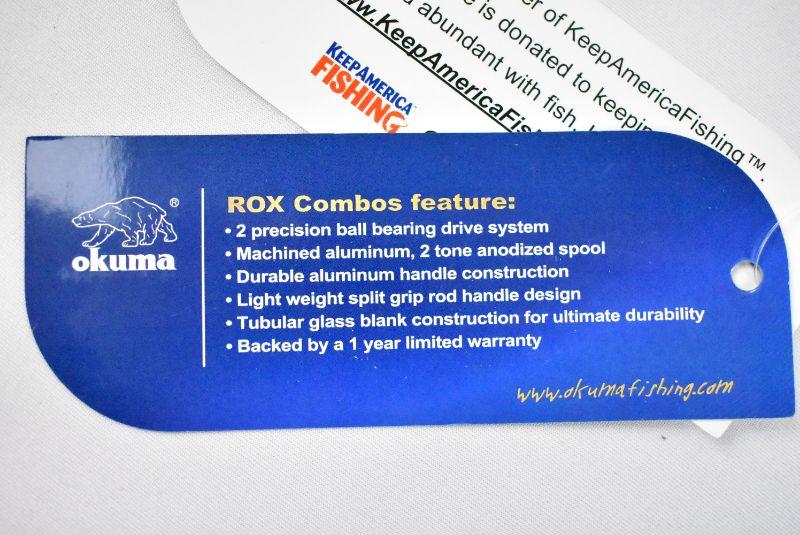 er of KeepAmericaFishing™.
e is donated to keeping
d abundant with fish.
www.KeepAmericaFis
KEEPAMERICA
FISHING
okuma®
ROX Combos feature:
• 2 precision ball bearing drive system
• Machined aluminum, 2 tone anodized spool
• Durable aluminum handle construction
• Light weight split grip rod handle design
• Tubular glass blank construction for ultimate durability
• Backed by a 1 year limited warranty
www.okumafishing.com